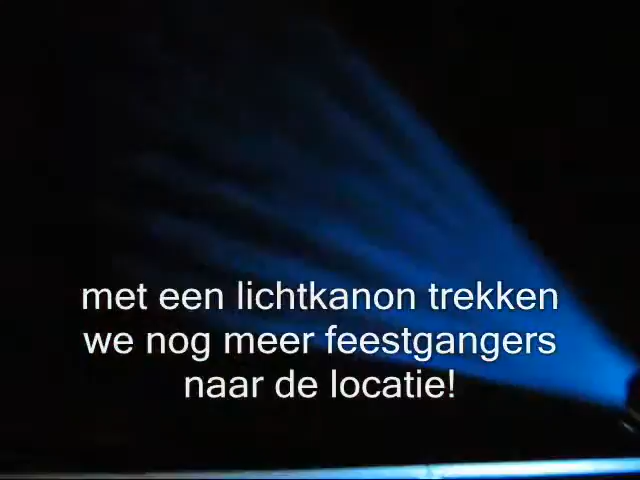 met een lichtkanon trekken
we nog meer feestgangers
naar de locatie!